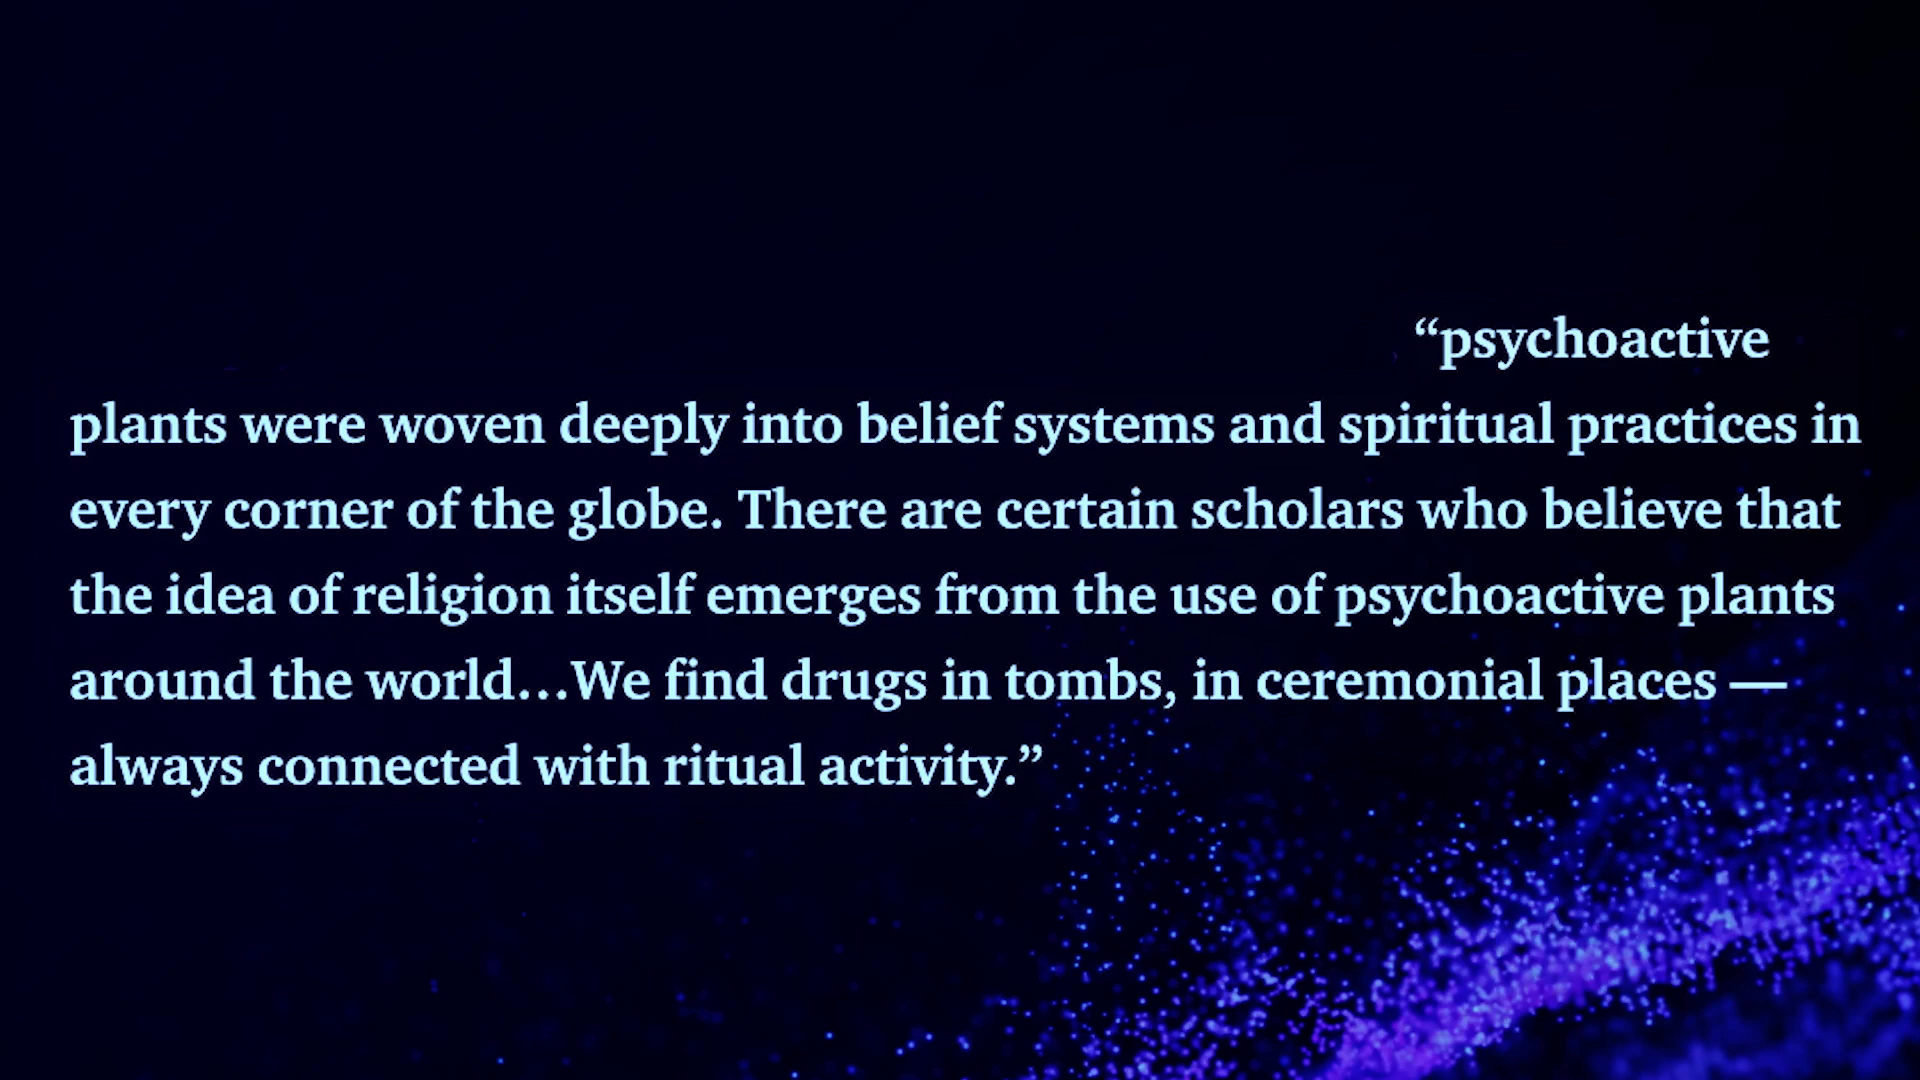 “psychoactive
plants were woven deeply into belief systems and spiritual practices in
every corner of the globe. There are certain scholars who believe that
the idea of religion itself emerges from the use of psychoactive plants
around the world…We find drugs in tombs, in ceremonial places —
always connected with ritual activity.”